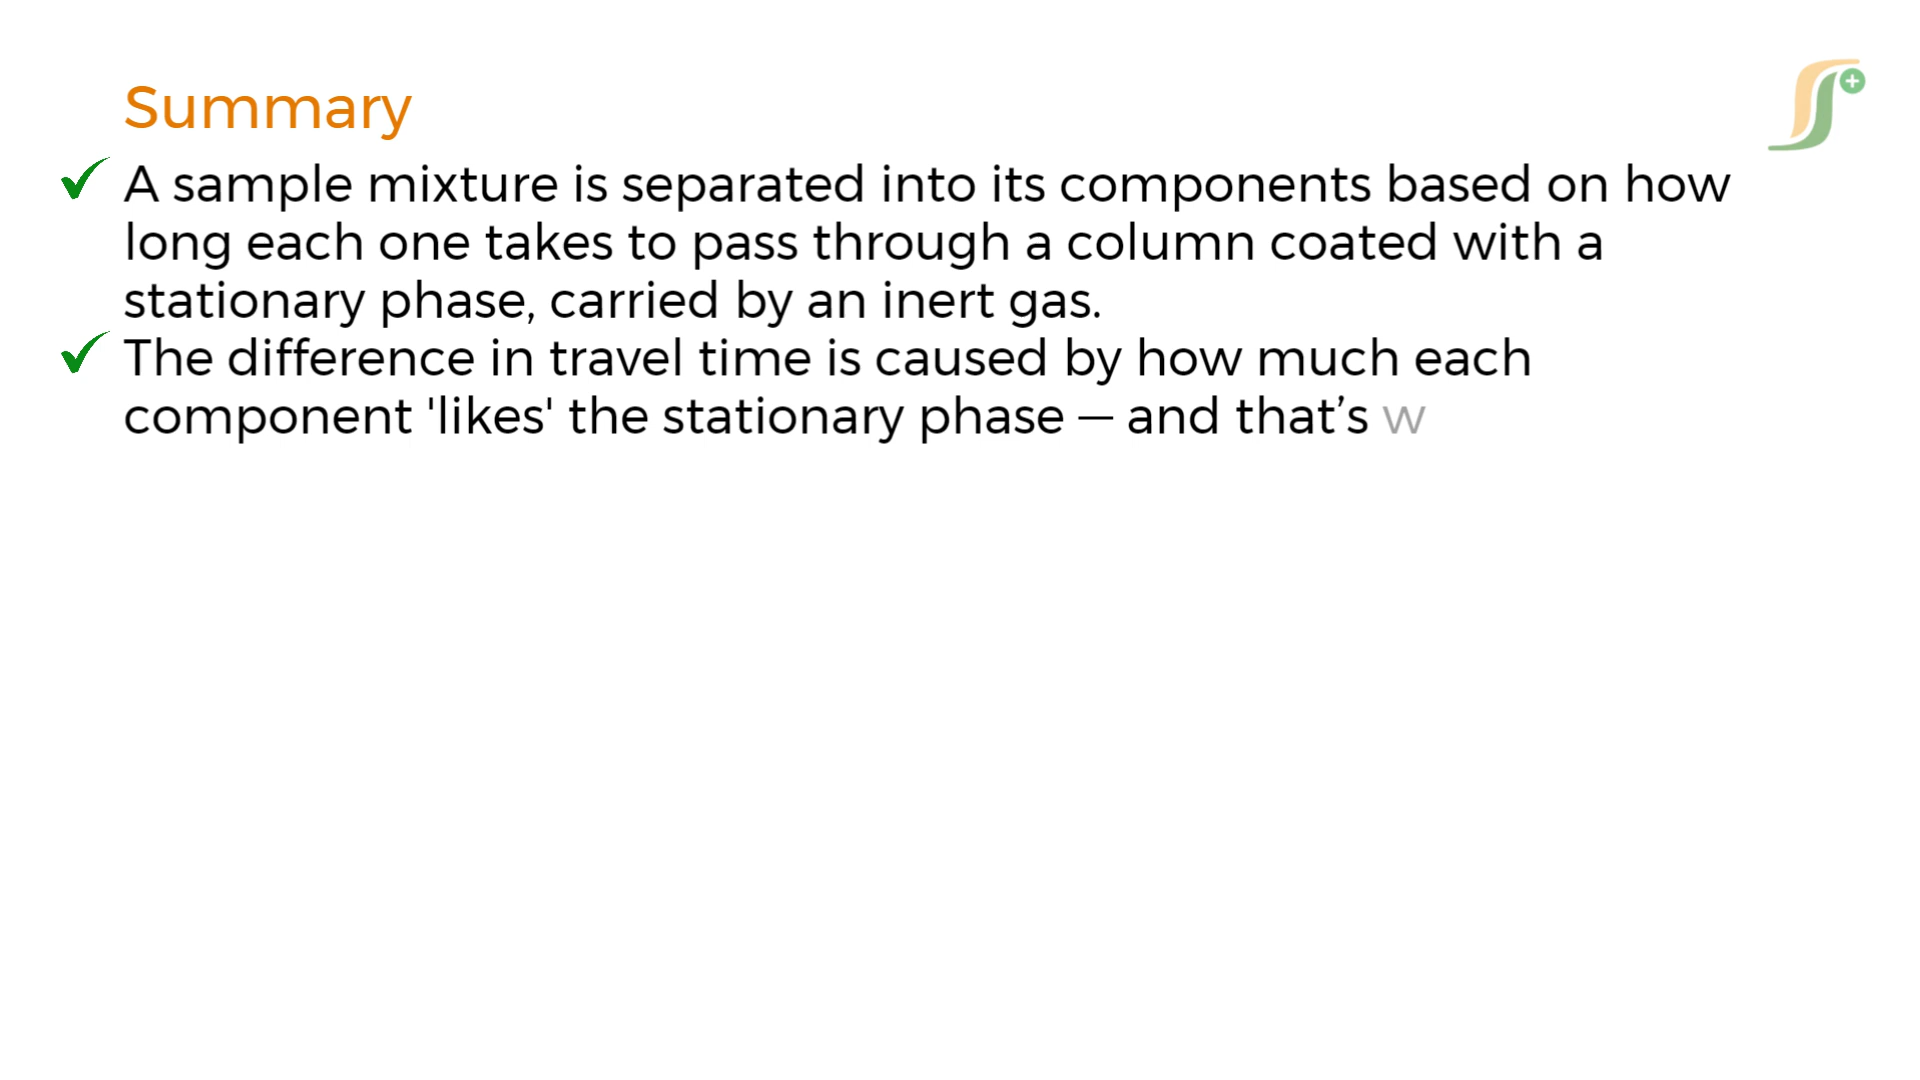 Summary
A sample mixture is separated into its components based on how
long each one takes to pass through a column coated with a
stationary phase, carried by an inert gas.
The difference in travel time is caused by how much each
component 'likes' the stationary phase — and that’s w